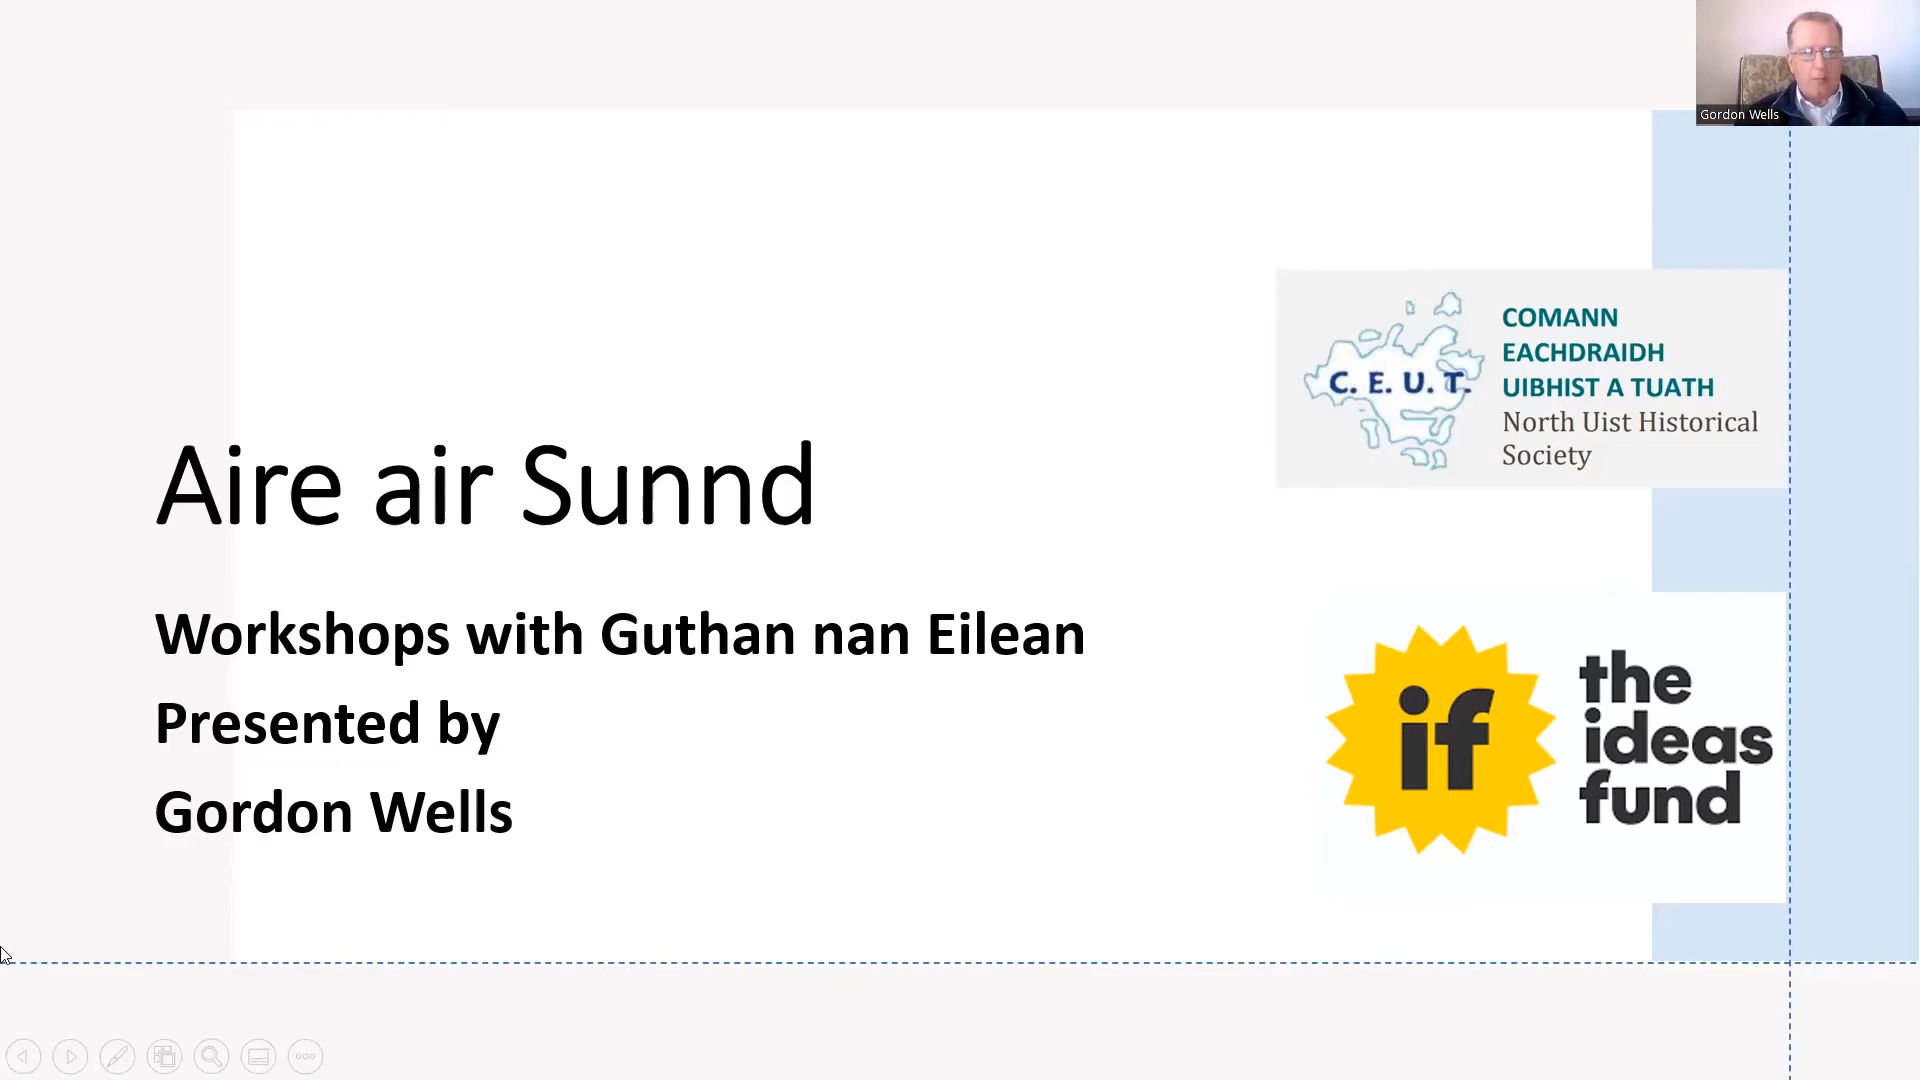 Gordon Wells
COMANN
EACHDRAIDH
UIBHIST A TUATH
North Uist Historical
Society
C. E. U. T.
Aire air Sunnd
Workshops with Guthan nan Eilean
Presented by
Gordon Wells
if
the
ideas
fund